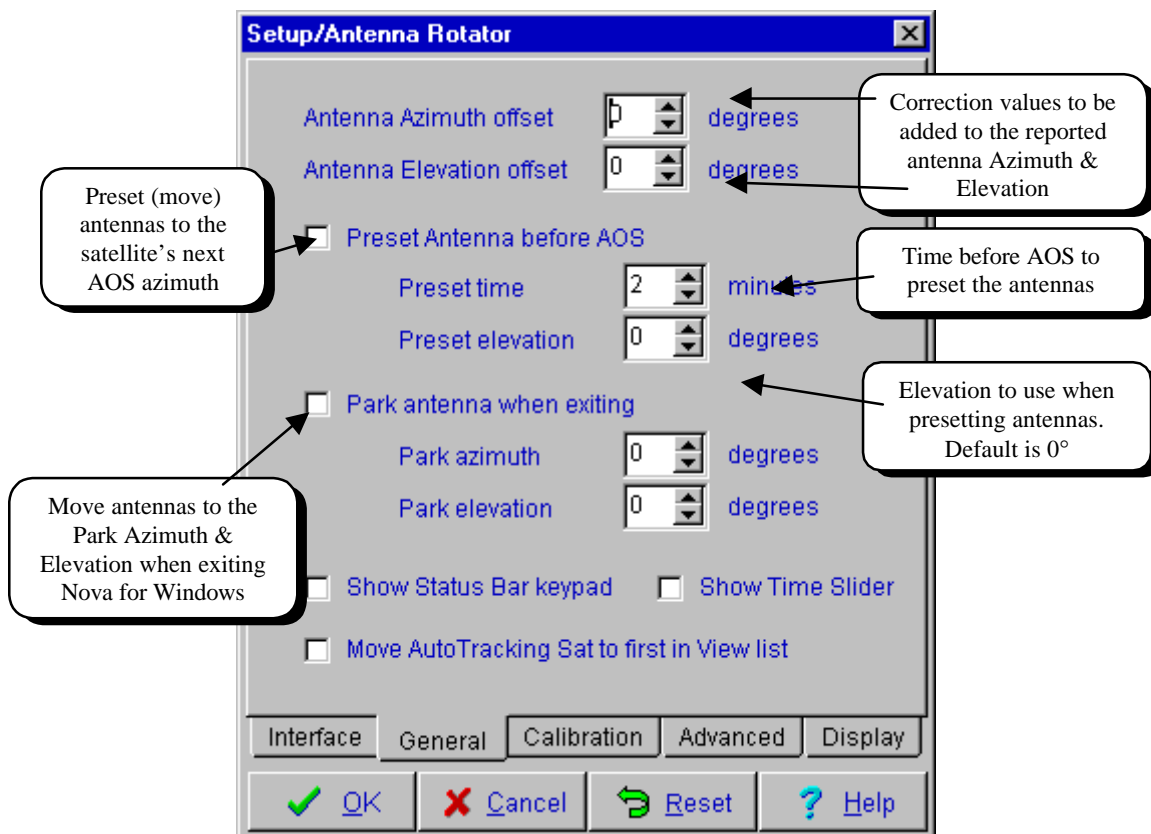 Setup/Antenna Rotator
Antenna Azimuth offset 0 degrees
Antenna Elevation offset 0 degrees
Correction values to be
added to the reported
antenna Azimuth &
Elevation
Preset (move)
antennas to the
satellite’s next
AOS azimuth
Preset Antenna before AOS
Preset time 2 minutes
Time before AOS to
preset the antennas
Preset elevation 0 degrees
Elevation to use when
presetting antennas.
Default is 0°
Park antenna when exiting
Park azimuth 0 degrees
Park elevation 0 degrees
Move antennas to the
Park Azimuth &
Elevation when exiting
Nova for Windows
Show Status Bar keypad Show Time Slider
Move AutoTracking Sat to first in View list
Interface General Calibration Advanced Display
OK Cancel Reset ? Help